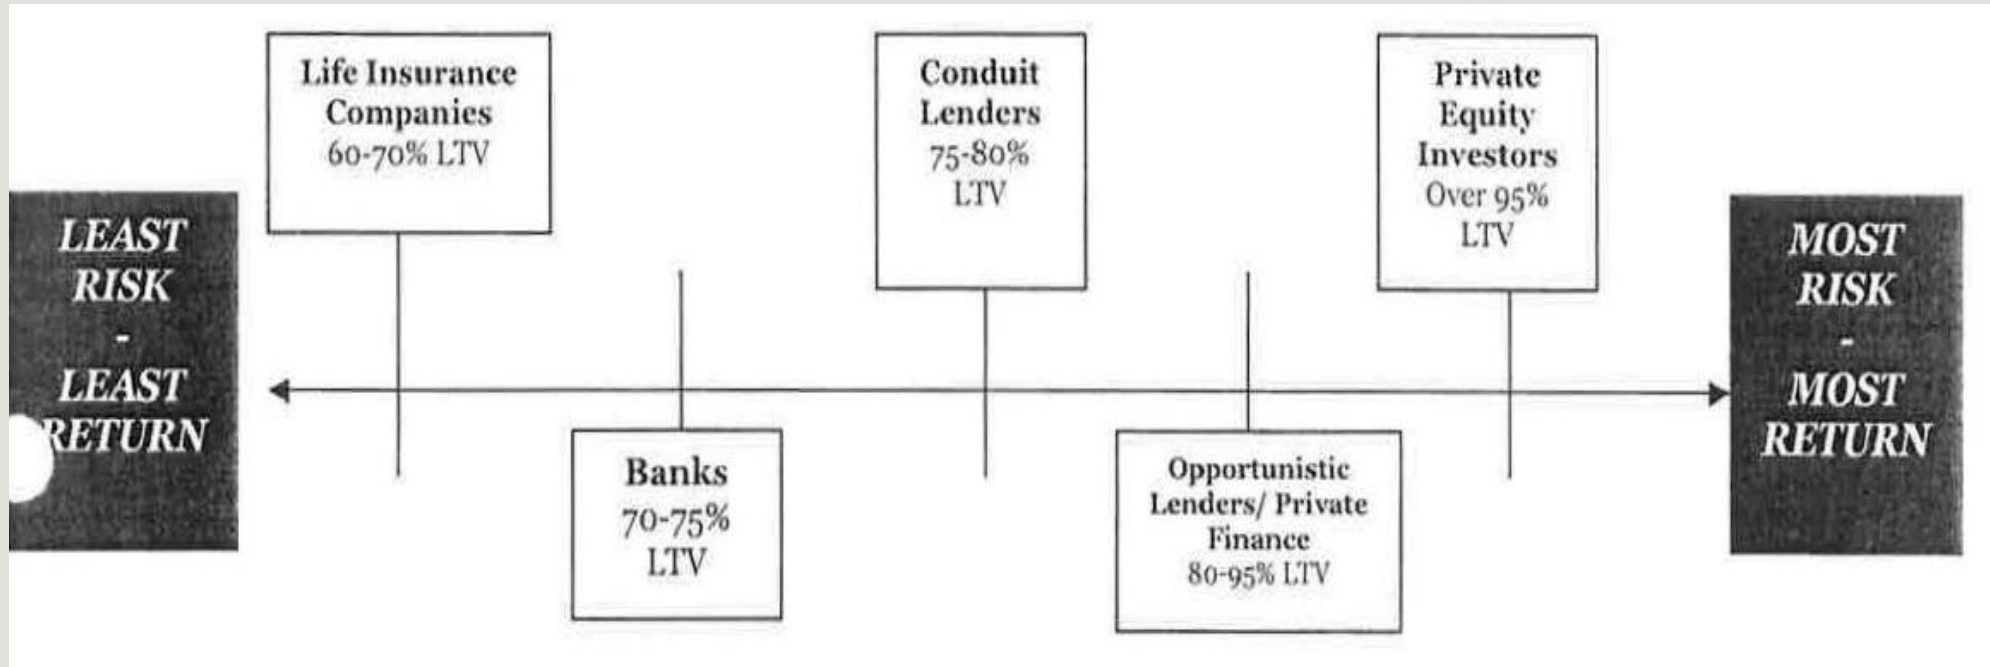 LEAST
RISK
-
LEAST
RETURN
Life Insurance
Companies
60-70% LTV
Banks
70-75%
LTV
Conduit
Lenders
75-80%
LTV
Opportunistic
Lenders/ Private
Finance
80-95% LTV
Private
Equity
Investors
Over 95%
LTV
MOST
RISK
-
MOST
RETURN